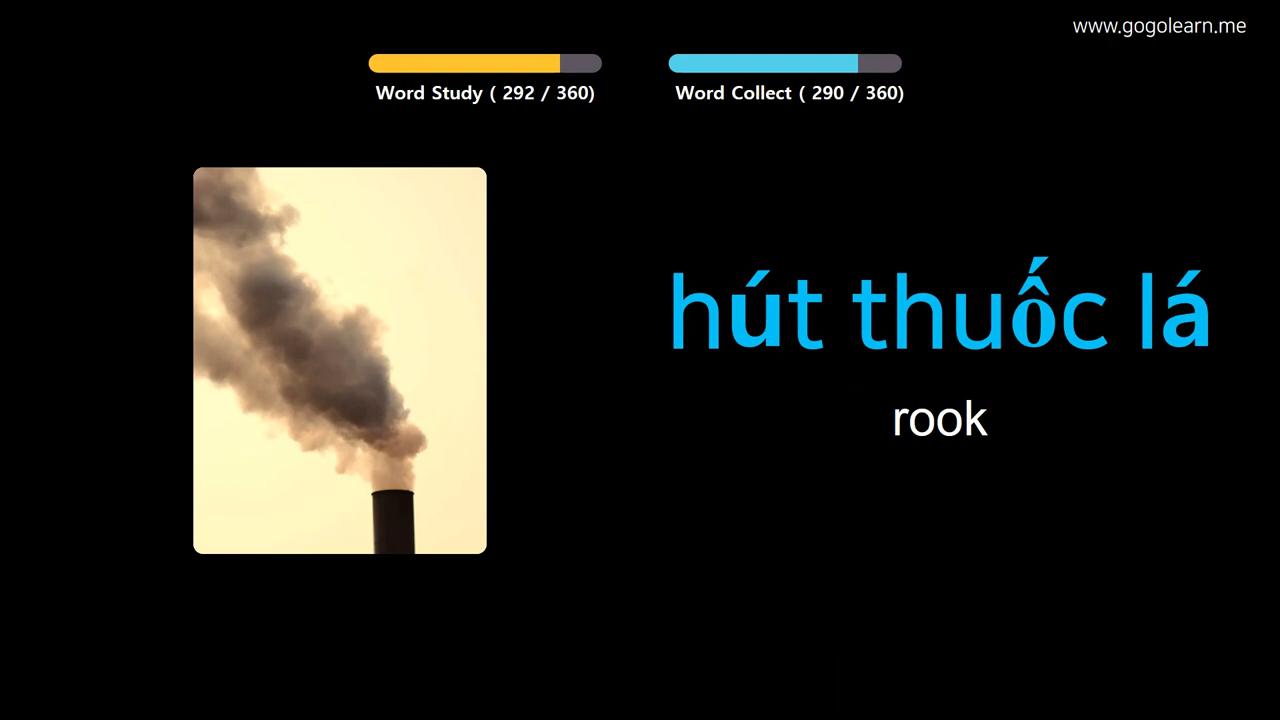 www.gogolearn.me
Word Study ( 292 / 360)
Word Collect ( 290 / 360)
hút thuốc lá
rook